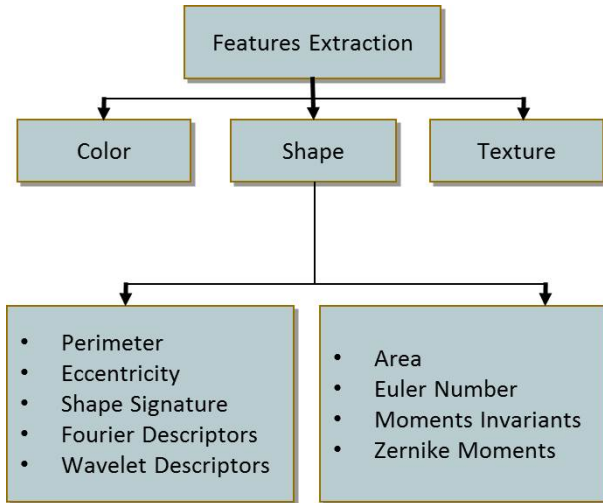 Features Extraction
Color
Shape
Texture
• Perimeter
• Eccentricity
• Shape Signature
• Fourier Descriptors
• Wavelet Descriptors
• Area
• Euler Number
• Moments Invariants
• Zernike Moments